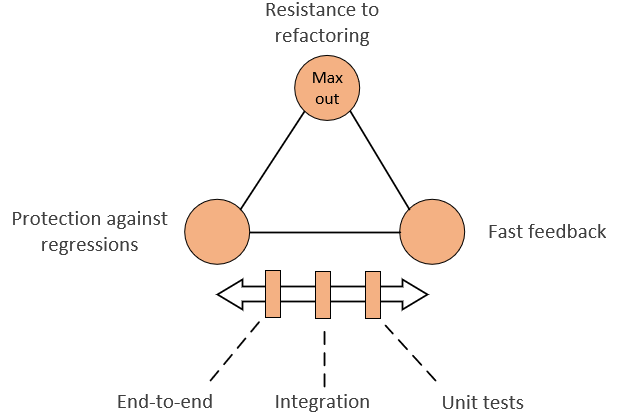 Resistance to
refactoring
Max
out
Protection against
regressions
Fast feedback
End-to-end
Integration
Unit tests